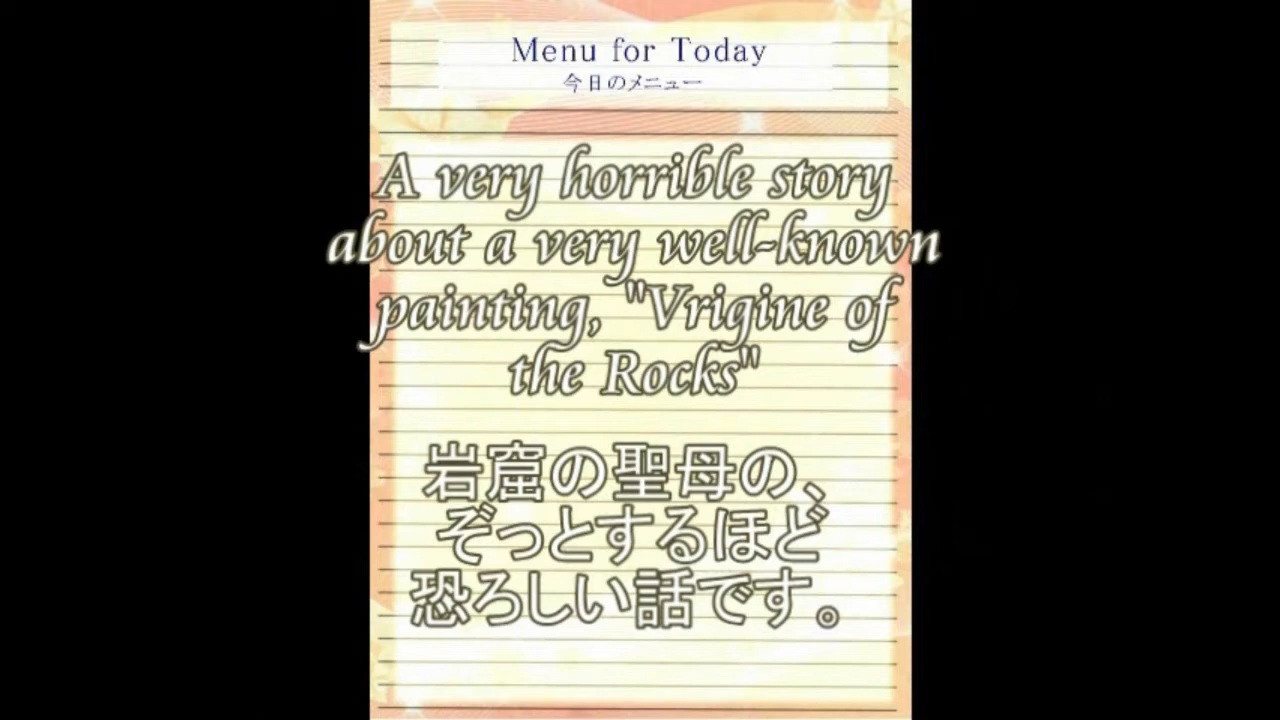 Menu for Today
今日のメニュー
A very horrible story
about a very well-known
painting, "Vrigine of
the Rocks"
岩窟の聖母の、
ぞっとするほど
恐ろしい話です。